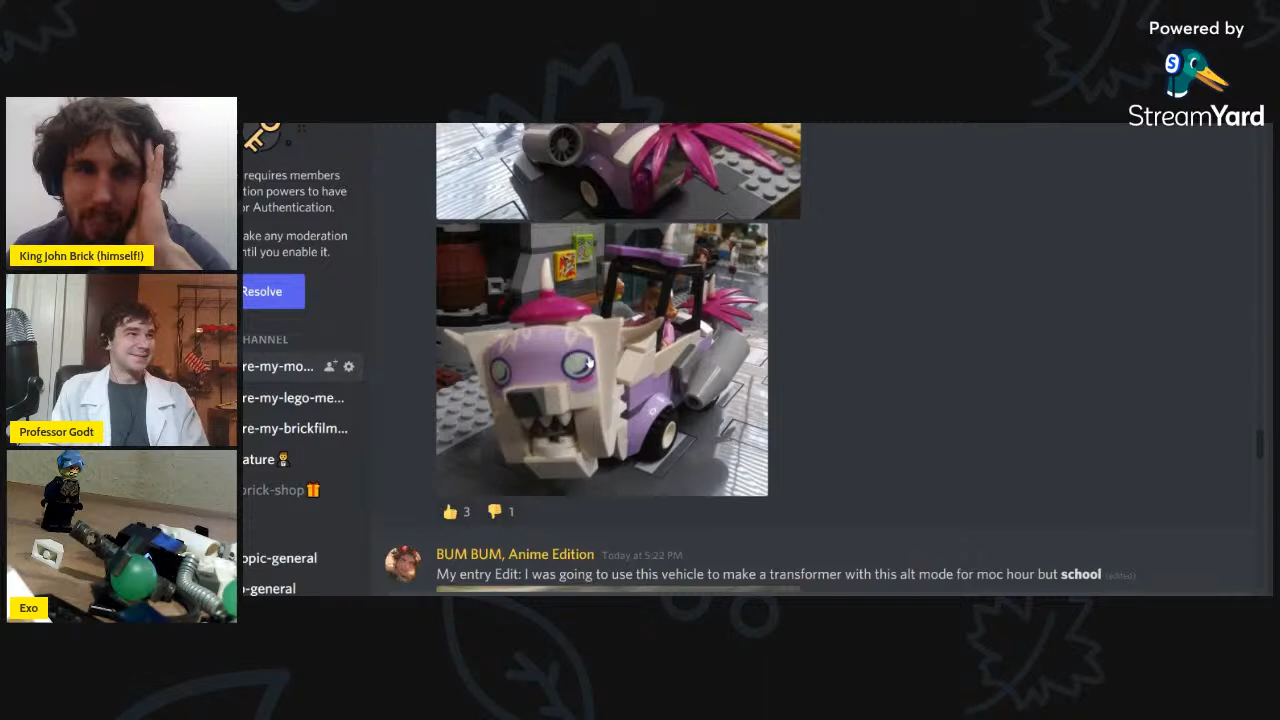 Powered by
StreamYard
King John Brick (himself!)
Professor Godt
Exo
requires members
tion powers to have
or Authentication.
ake any moderation
ntil you enable it.
Resolve
HANNEL
re-my-mo...
re-my-lego-me...
re-my-brickfilm...
ature
brick-shop
opic-general
-general
3
1
BUM BUM, Anime Edition Today at 5:22 PM
My entry Edit: I was going to use this vehicle to make a transformer with this alt mode for moc hour but school (edited)